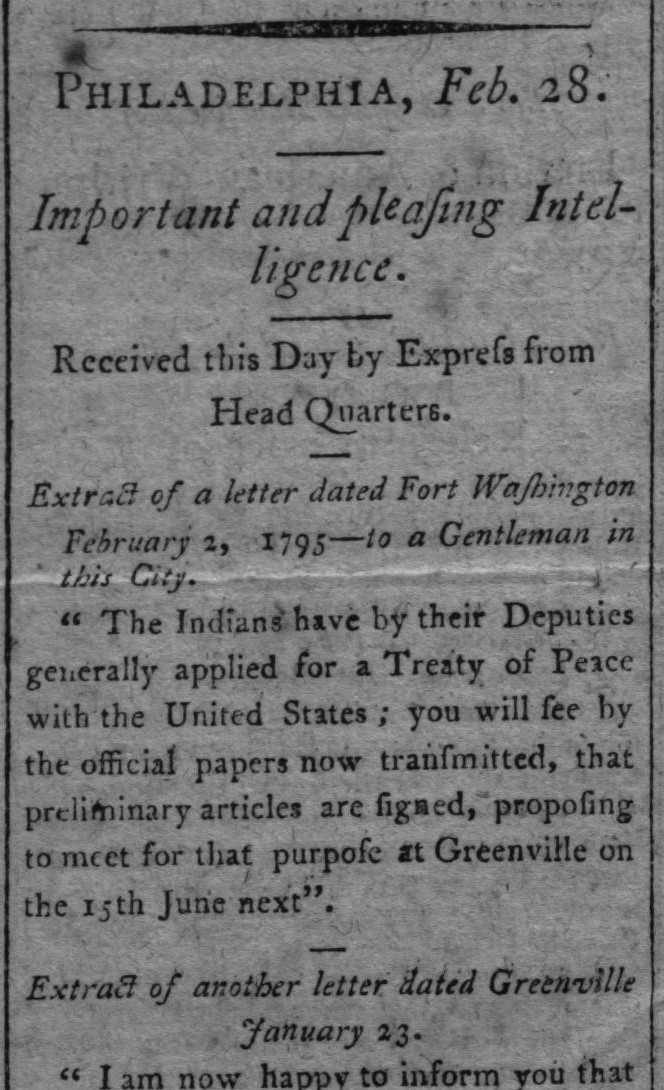 PHILADELPHIA, Feb. 28.
Important and pleaſing Intel-
ligence.
Received this Day by Expreſs from
Head Quarters.
Extract of a letter dated Fort Waſhington
February 2, 1795—to a Gentleman in
this City.
“ The Indians have by their Deputies
generally applied for a Treaty of Peace
with the United States ; you will ſee by
the official papers now tranſmitted, that
preliminary articles are ſigned, propoſing
to meet for that purpoſe at Greenville on
the 15th June next”.
Extract of another letter dated Greenville
January 23.
“ I am now happy to inform you that